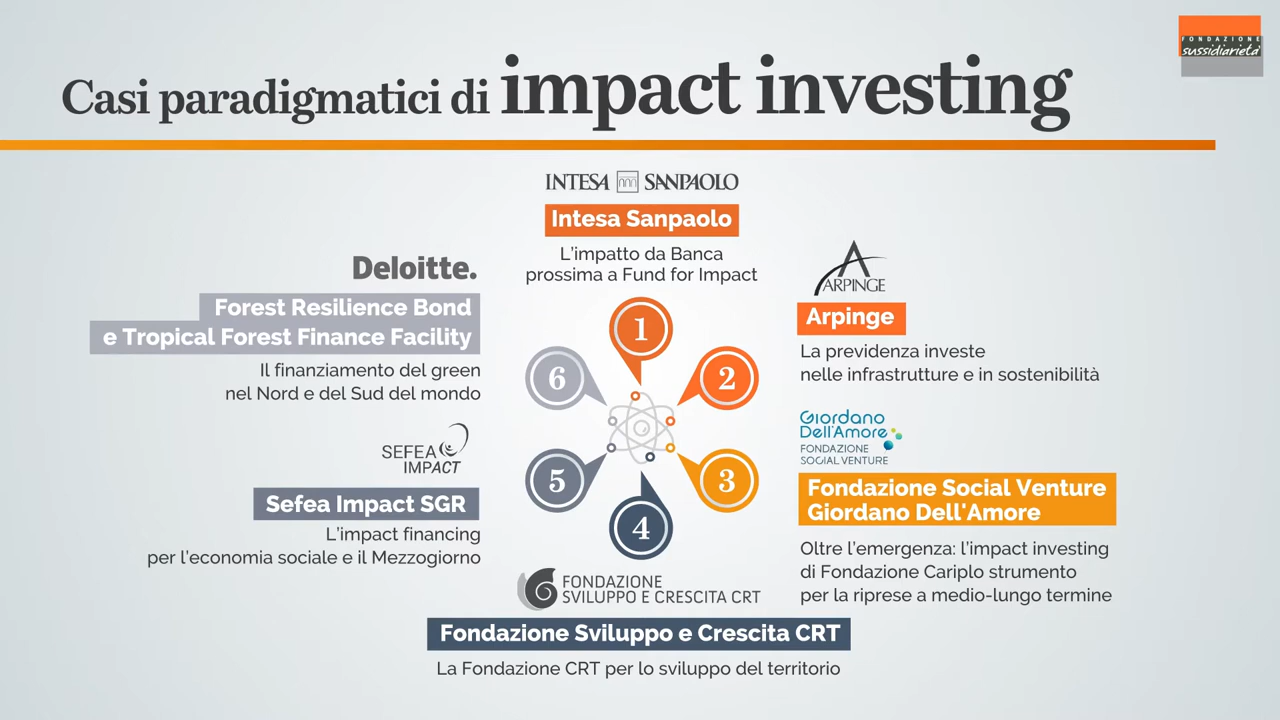 Casi paradigmatici di impact investing
FONDAZIONE
sussidiarietà
INTESA SANPAOLO
Intesa Sanpaolo
L'impatto da Banca
prossima a Fund for Impact
1
ARPINGE
Arpinge
La previdenza investe
nelle infrastrutture e in sostenibilità
2
Giordano
Dell'Amore
FONDAZIONE
SOCIAL VENTURE
Fondazione Social Venture
Giordano Dell'Amore
Oltre l'emergenza: l'impact investing
di Fondazione Cariplo strumento
per la riprese a medio-lungo termine
3
4
FONDAZIONE
SVILUPPO E CRESCITA CRT
Fondazione Sviluppo e Crescita CRT
La Fondazione CRT per lo sviluppo del territorio
5
SEFEA
IMPACT
Sefea Impact SGR
L'impact financing
per l'economia sociale e il Mezzogiorno
6
Deloitte.
Forest Resilience Bond
e Tropical Forest Finance Facility
Il finanziamento del green
nel Nord e del Sud del mondo